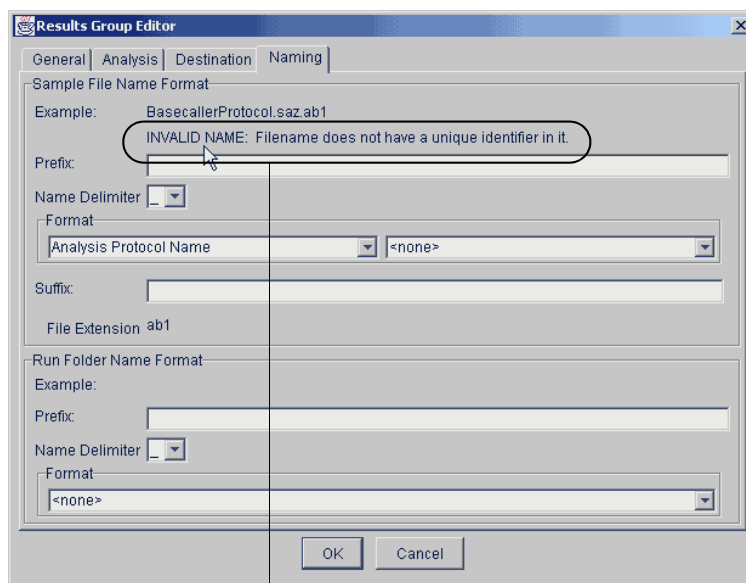 Results Group Editor
General Analysis Destination Naming
Sample File Name Format
Example: BasecallerProtocol.saz.ab1
INVALID NAME: Filename does not have a unique identifier in it.
Prefix:
Name Delimiter _
Format
Analysis Protocol Name <none>
Suffix:
File Extension ab1
Run Folder Name Format
Example:
Prefix:
Name Delimiter _
Format
<none>
OK Cancel